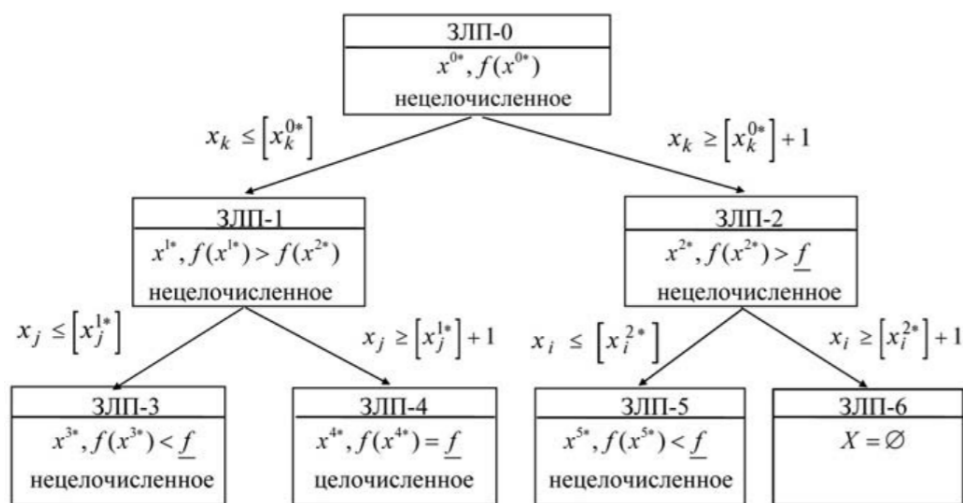 ЗЛП-0
x^{0*}, f(x^{0*})
нецелочисленное
x_k ≤ [x_k^{0*}]
x_k ≥ [x_k^{0*}] + 1
ЗЛП-1
x^{1*}, f(x^{1*}) > f(x^{2*})
нецелочисленное
ЗЛП-2
x^{2*}, f(x^{2*}) > <u>f</u>
нецелочисленное
x_j ≤ [x_j^{1*}]
x_j ≥ [x_j^{1*}] + 1
x_i ≤ [x_i^{2*}]
x_i ≥ [x_i^{2*}] + 1
ЗЛП-3
x^{3*}, f(x^{3*}) < <u>f</u>
нецелочисленное
ЗЛП-4
x^{4*}, f(x^{4*}) = <u>f</u>
целочисленное
ЗЛП-5
x^{5*}, f(x^{5*}) < <u>f</u>
нецелочисленное
ЗЛП-6
X = ∅